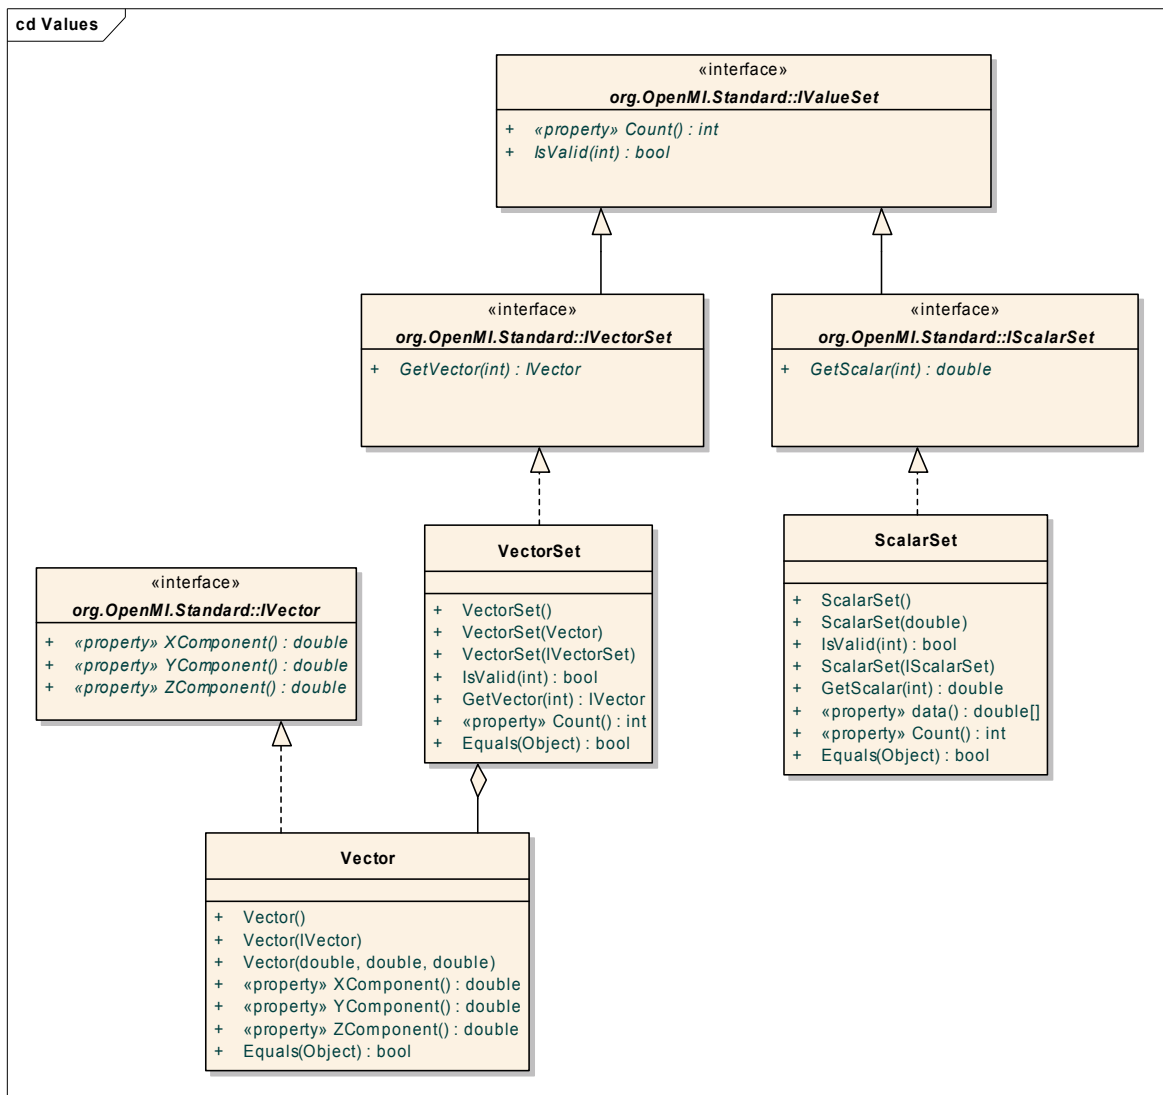 cd Values
«interface»
org.OpenMI.Standard::IValueSet
+ «property» Count() : int
+ IsValid(int) : bool
«interface»
org.OpenMI.Standard::IVectorSet
+ GetVector(int) : IVector
«interface»
org.OpenMI.Standard::IScalarSet
+ GetScalar(int) : double
«interface»
org.OpenMI.Standard::IVector
+ «property» XComponent() : double
+ «property» YComponent() : double
+ «property» ZComponent() : double
VectorSet
+ VectorSet()
+ VectorSet(Vector)
+ VectorSet(IVectorSet)
+ IsValid(int) : bool
+ GetVector(int) : IVector
+ «property» Count() : int
+ Equals(Object) : bool
ScalarSet
+ ScalarSet()
+ ScalarSet(double)
+ IsValid(int) : bool
+ ScalarSet(IScalarSet)
+ GetScalar(int) : double
+ «property» data() : double[]
+ «property» Count() : int
+ Equals(Object) : bool
Vector
+ Vector()
+ Vector(IVector)
+ Vector(double, double, double)
+ «property» XComponent() : double
+ «property» YComponent() : double
+ «property» ZComponent() : double
+ Equals(Object) : bool